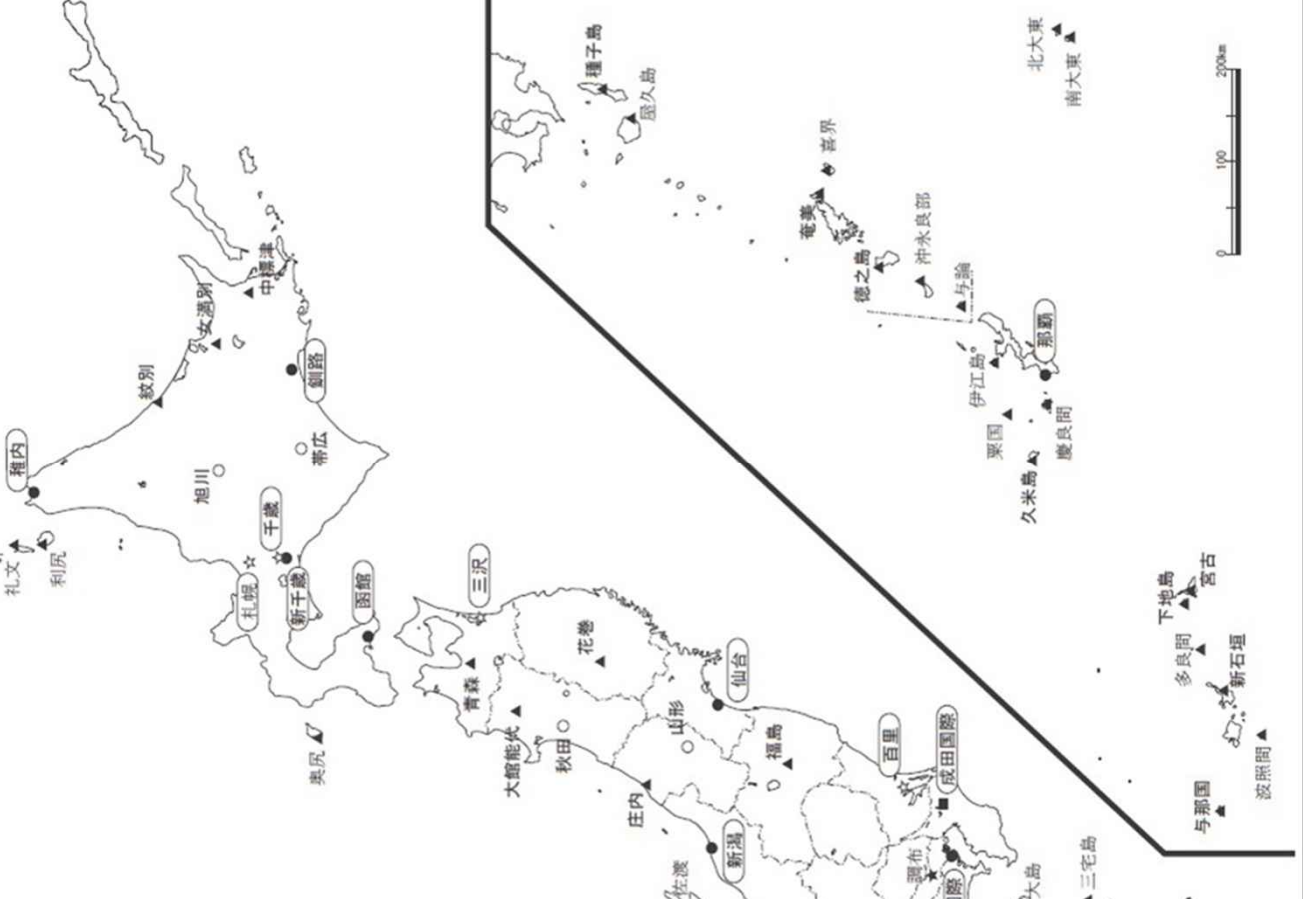 稚内
礼文
利尻
紋別
女満別
中標津
旭川
帯広
釧路
札幌
千歳
新千歳
函館
奥尻
青森
三沢
大館能代
秋田
花巻
庄内
山形
仙台
新潟
佐渡
福島
百里
成田国際
調布
国際
大島
三宅島
種子島
屋久島
奄美
喜界
徳之島
沖永良部
与論
伊江島
那覇
粟国
慶良間
久米島
北大東
南大東
下地島
宮古
多良間
新石垣
与那国
波照間
0
100
200km